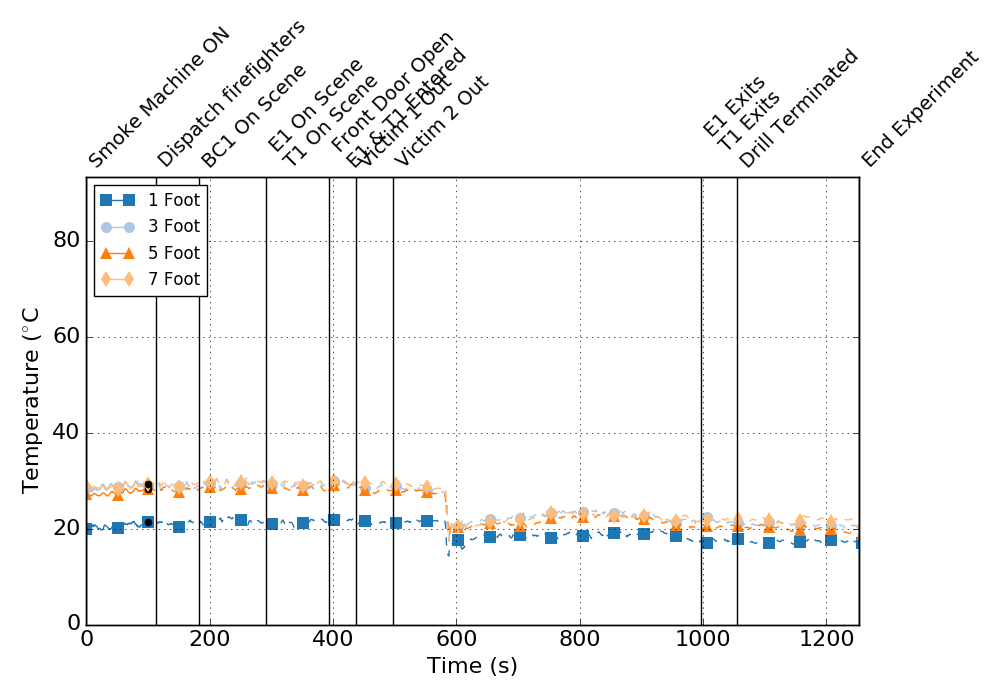 Smoke Machine ON
Dispatch firefighters
BC1 On Scene
E1 On Scene
T1 On Scene
Front Door Open
E1 & T1 Entered
Victim 1 Out
Victim 2 Out
E1 Exits
T1 Exits
Drill Terminated
End Experiment
1 Foot
3 Foot
5 Foot
7 Foot
80
60
40
20
0
Temperature (°C
0 200 400 600 800 1000 1200
Time (s)